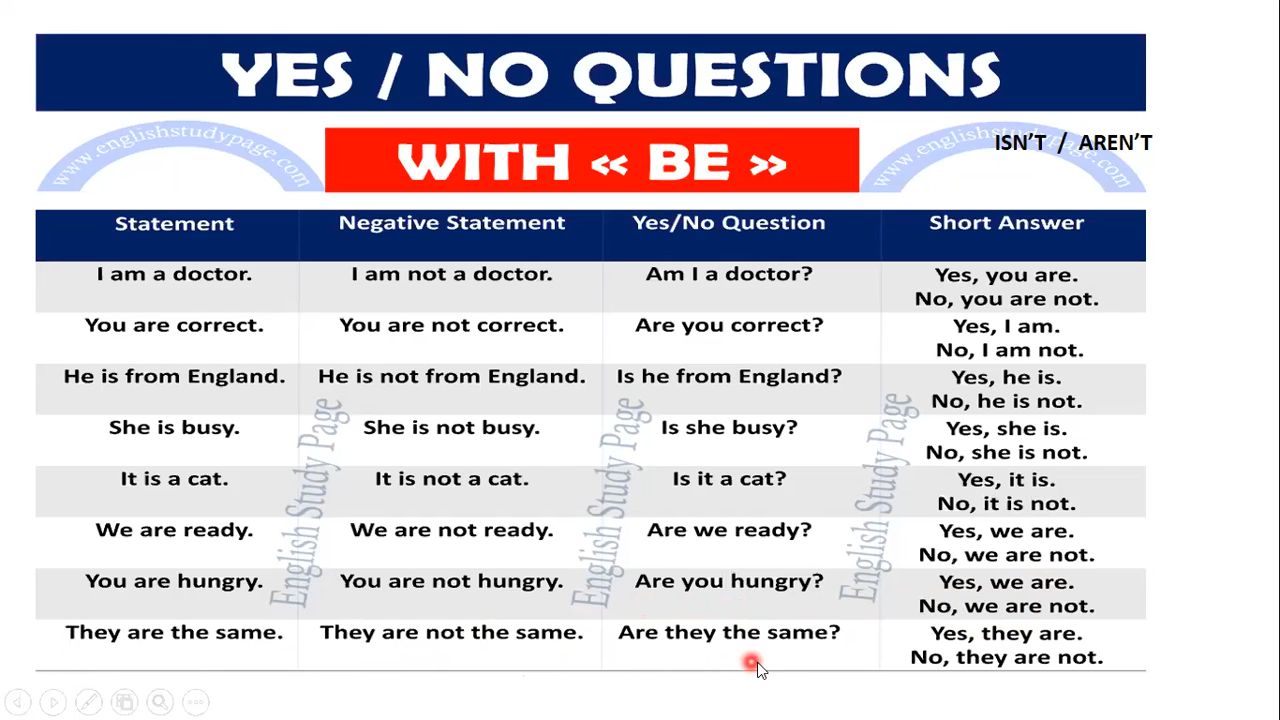 YES / NO QUESTIONS
www.englishstudypage.com
WITH « BE »
www.englishstudypage.com
ISN'T / AREN'T
Statement Negative Statement Yes/No Question Short Answer
I am a doctor. I am not a doctor. Am I a doctor? Yes, you are.
No, you are not.
You are correct. You are not correct. Are you correct? Yes, I am.
No, I am not.
He is from England. He is not from England. Is he from England? Yes, he is.
No, he is not.
She is busy. She is not busy. Is she busy? Yes, she is.
No, she is not.
It is a cat. It is not a cat. Is it a cat? Yes, it is.
No, it is not.
We are ready. We are not ready. Are we ready? Yes, we are.
No, we are not.
You are hungry. You are not hungry. Are you hungry? Yes, we are.
No, we are not.
They are the same. They are not the same. Are they the same? Yes, they are.
No, they are not.
English Study Page
English Study Page
English Study Page